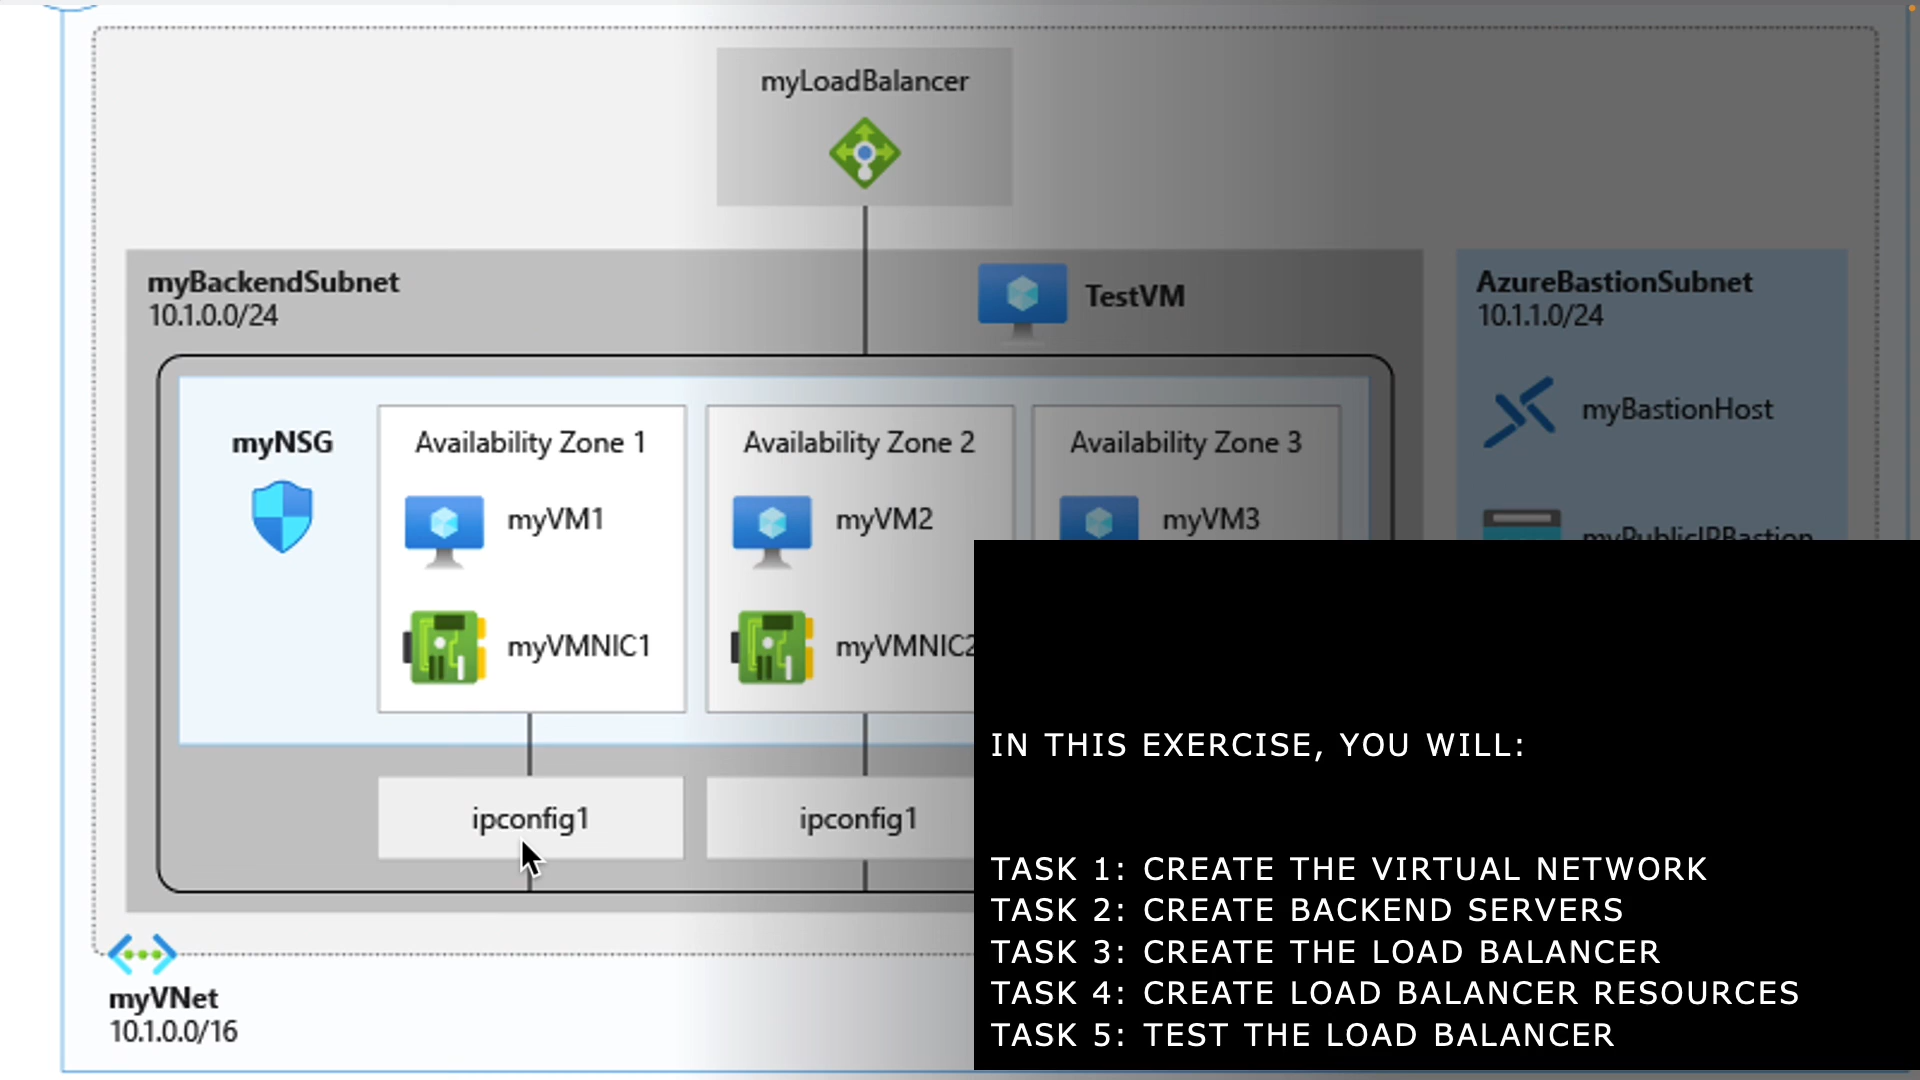 myLoadBalancer
myBackendSubnet
10.1.0.0/24
TestVM
AzureBastionSubnet
10.1.1.0/24
myBastionHost
myPublicIPBastion
myNSG
Availability Zone 1
myVM1
myVMNIC1
Availability Zone 2
myVM2
myVMNIC2
Availability Zone 3
myVM3
ipconfig1
ipconfig1
myVNet
10.1.0.0/16
IN THIS EXERCISE, YOU WILL:
TASK 1: CREATE THE VIRTUAL NETWORK
TASK 2: CREATE BACKEND SERVERS
TASK 3: CREATE THE LOAD BALANCER
TASK 4: CREATE LOAD BALANCER RESOURCES
TASK 5: TEST THE LOAD BALANCER